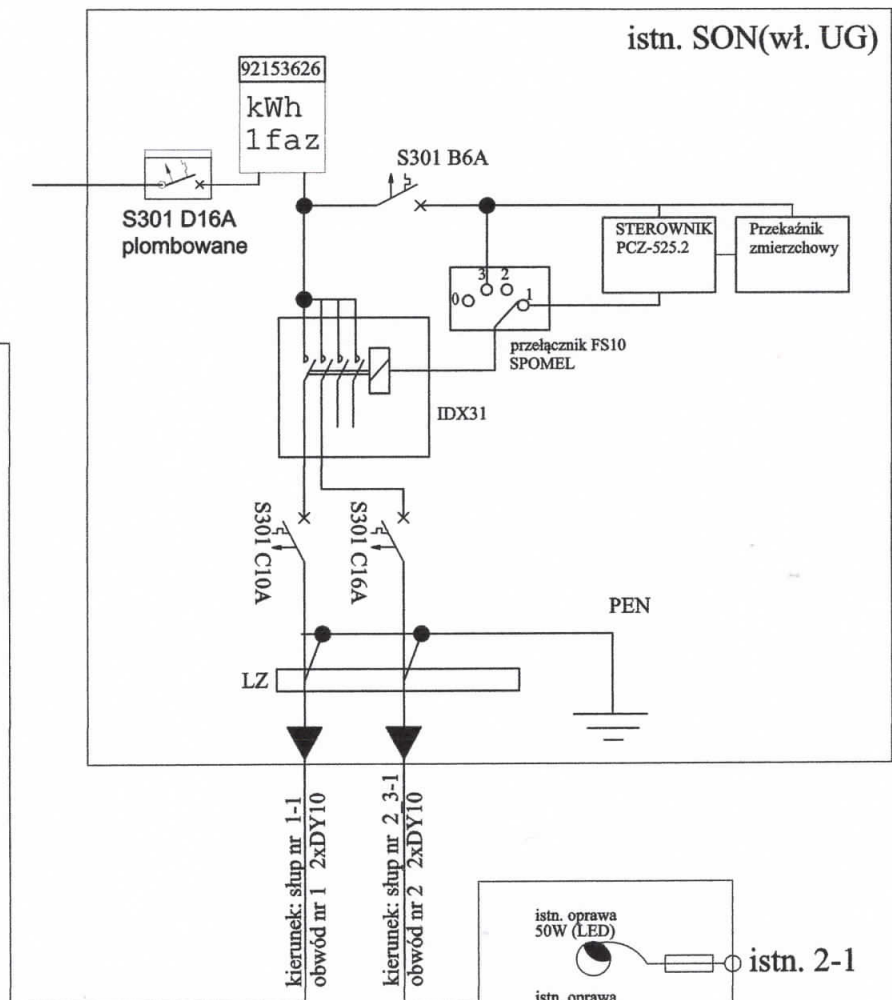 istn. SON(wł. UG)
92153626
kWh
1faz
S301 B6A
S301 D16A
plombowane
STEROWNIK
PCZ-525.2
Przekaźnik
zmierzchowy
3 2
0 1
przełącznik FS10
SPOMEL
IDX31
S301 C10A
S301 C16A
PEN
LZ
kierunek: słup nr 1-1
obwód nr 1 2xDY10
kierunek: słup nr 2_3-1
obwód nr 2 2xDY10
istn. oprawa
50W (LED)
istn. 2-1
istn. oprawa